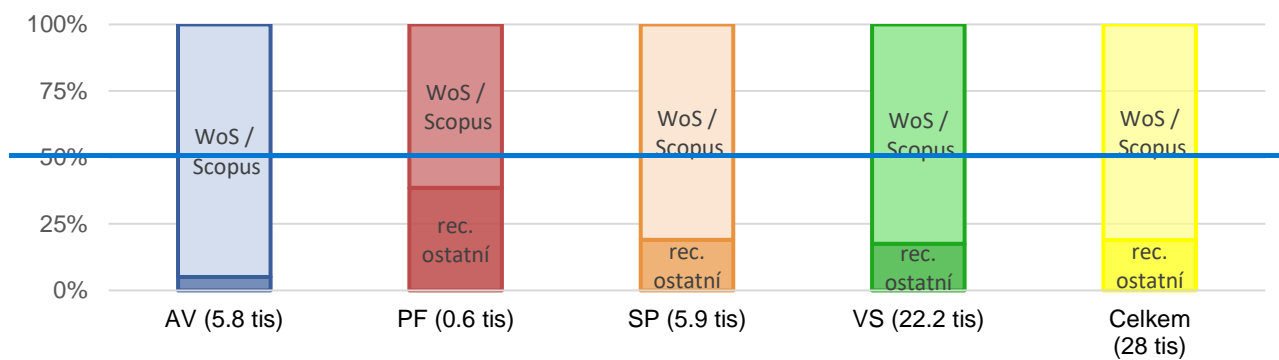 100%
75%
50%
25%
0%
WoS /
Scopus
WoS /
Scopus
rec.
ostatní
WoS /
Scopus
rec.
ostatní
WoS /
Scopus
rec.
ostatní
WoS /
Scopus
rec.
ostatní
AV (5.8 tis)
PF (0.6 tis)
SP (5.9 tis)
VS (22.2 tis)
Celkem
(28 tis)